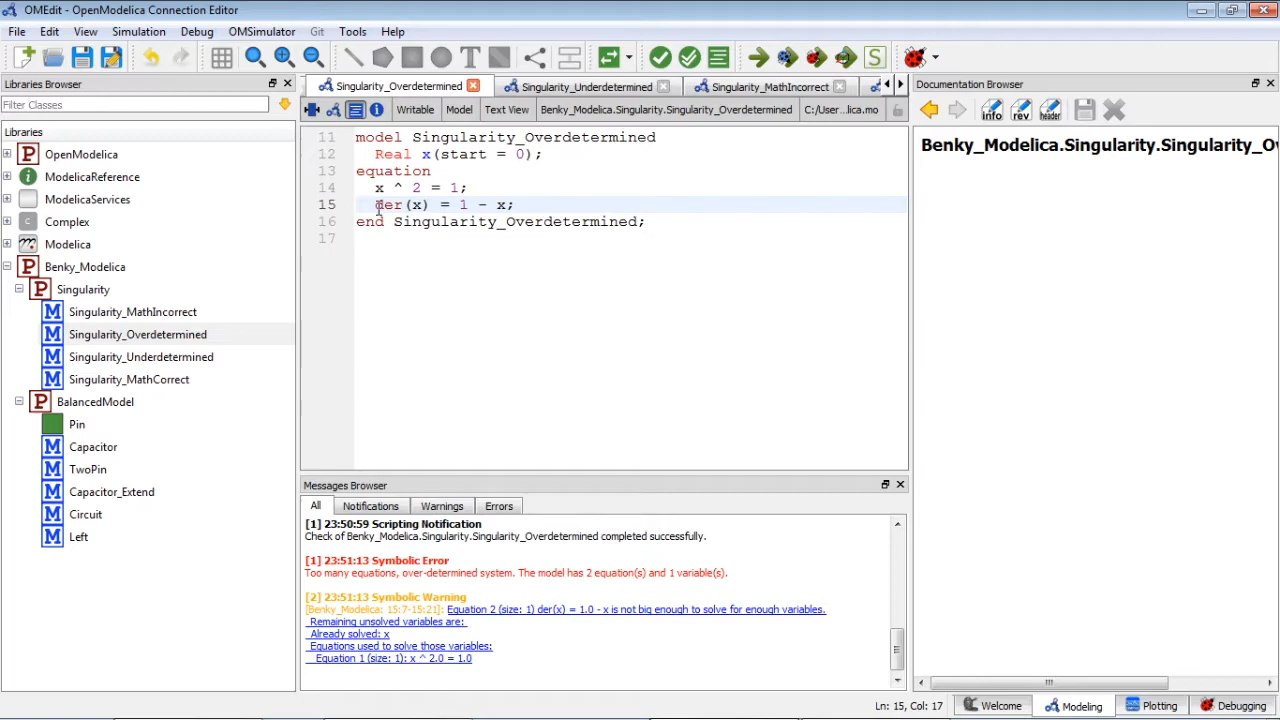 OMEdit - OpenModelica Connection Editor
File Edit View Simulation Debug OMSimulator Git Tools Help
Libraries Browser
Filter Classes
Libraries
OpenModelica
ModelicaReference
ModelicaServices
Complex
Modelica
Benky_Modelica
Singularity
Singularity_MathIncorrect
Singularity_Overdetermined
Singularity_Underdetermined
Singularity_MathCorrect
BalancedModel
Pin
Capacitor
TwoPin
Capacitor_Extend
Circuit
Left
Singularity_Overdetermined Singularity_Underdetermined Singularity_MathIncorrect
Writable Model Text View Benky_Modelica.Singularity.Singularity_Overdetermined C:/User...lica.mo
11 model Singularity_Overdetermined
12 Real x(start = 0);
13 equation
14 x ^ 2 = 1;
15 der(x) = 1 - x;
16 end Singularity_Overdetermined;
17
Messages Browser
All Notifications Warnings Errors
[1] 23:50:59 Scripting Notification
Check of Benky_Modelica.Singularity.Singularity_Overdetermined completed successfully.
[1] 23:51:13 Symbolic Error
Too many equations, over-determined system. The model has 2 equation(s) and 1 variable(s).
[2] 23:51:13 Symbolic Warning
[Benky_Modelica: 15:7-15:21]: Equation 2 (size: 1) der(x) = 1.0 - x is not big enough to solve for enough variables.
Remaining unsolved variables are:
Already solved: x
Equations used to solve those variables:
Equation 1 (size: 1): x ^ 2.0 = 1.0
Documentation Browser
info rev header
Benky_Modelica.Singularity.Singularity_O
Ln: 15, Col: 17 Welcome Modeling Plotting Debugging